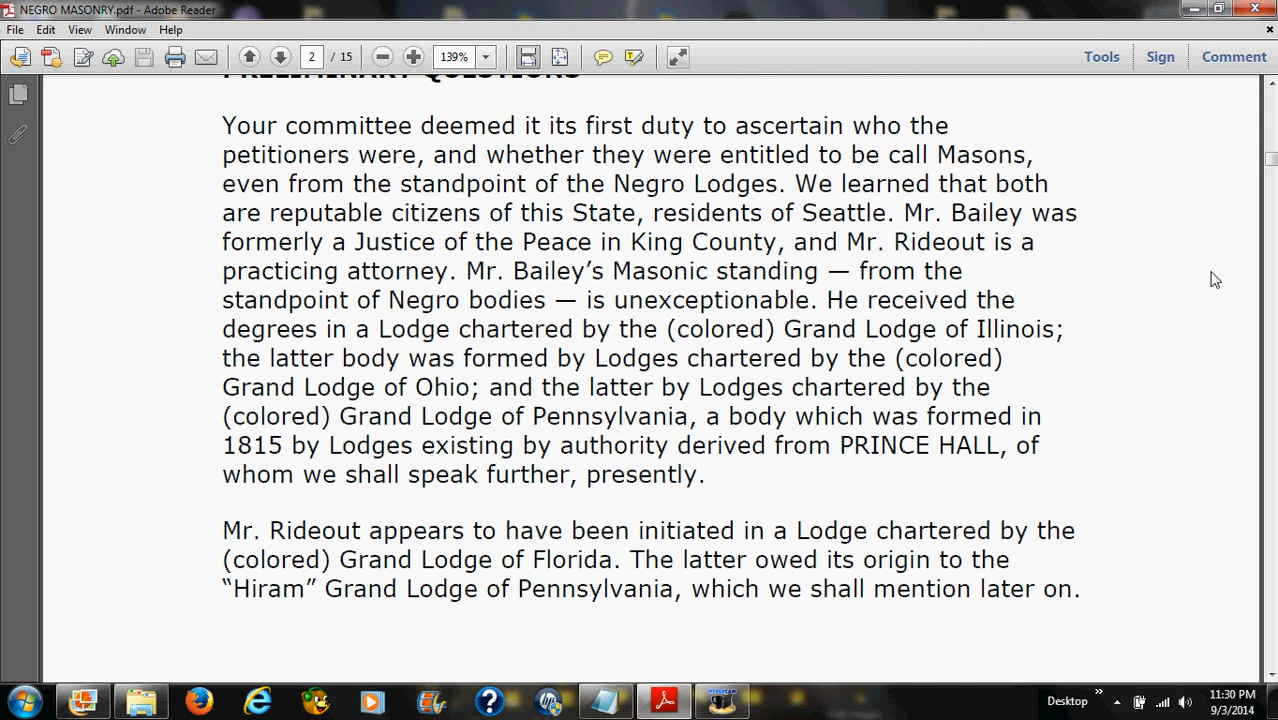 NEGRO MASONRY.pdf - Adobe Reader
File Edit View Window Help
2 / 15 139% Tools Sign Comment
PRELIMINARY QUESTIONS
Your committee deemed it its first duty to ascertain who the
petitioners were, and whether they were entitled to be call Masons,
even from the standpoint of the Negro Lodges. We learned that both
are reputable citizens of this State, residents of Seattle. Mr. Bailey was
formerly a Justice of the Peace in King County, and Mr. Rideout is a
practicing attorney. Mr. Bailey’s Masonic standing — from the
standpoint of Negro bodies — is unexceptionable. He received the
degrees in a Lodge chartered by the (colored) Grand Lodge of Illinois;
the latter body was formed by Lodges chartered by the (colored)
Grand Lodge of Ohio; and the latter by Lodges chartered by the
(colored) Grand Lodge of Pennsylvania, a body which was formed in
1815 by Lodges existing by authority derived from PRINCE HALL, of
whom we shall speak further, presently.
Mr. Rideout appears to have been initiated in a Lodge chartered by the
(colored) Grand Lodge of Florida. The latter owed its origin to the
“Hiram” Grand Lodge of Pennsylvania, which we shall mention later on.
HYPERCAM
Desktop
11:30 PM
9/3/2014